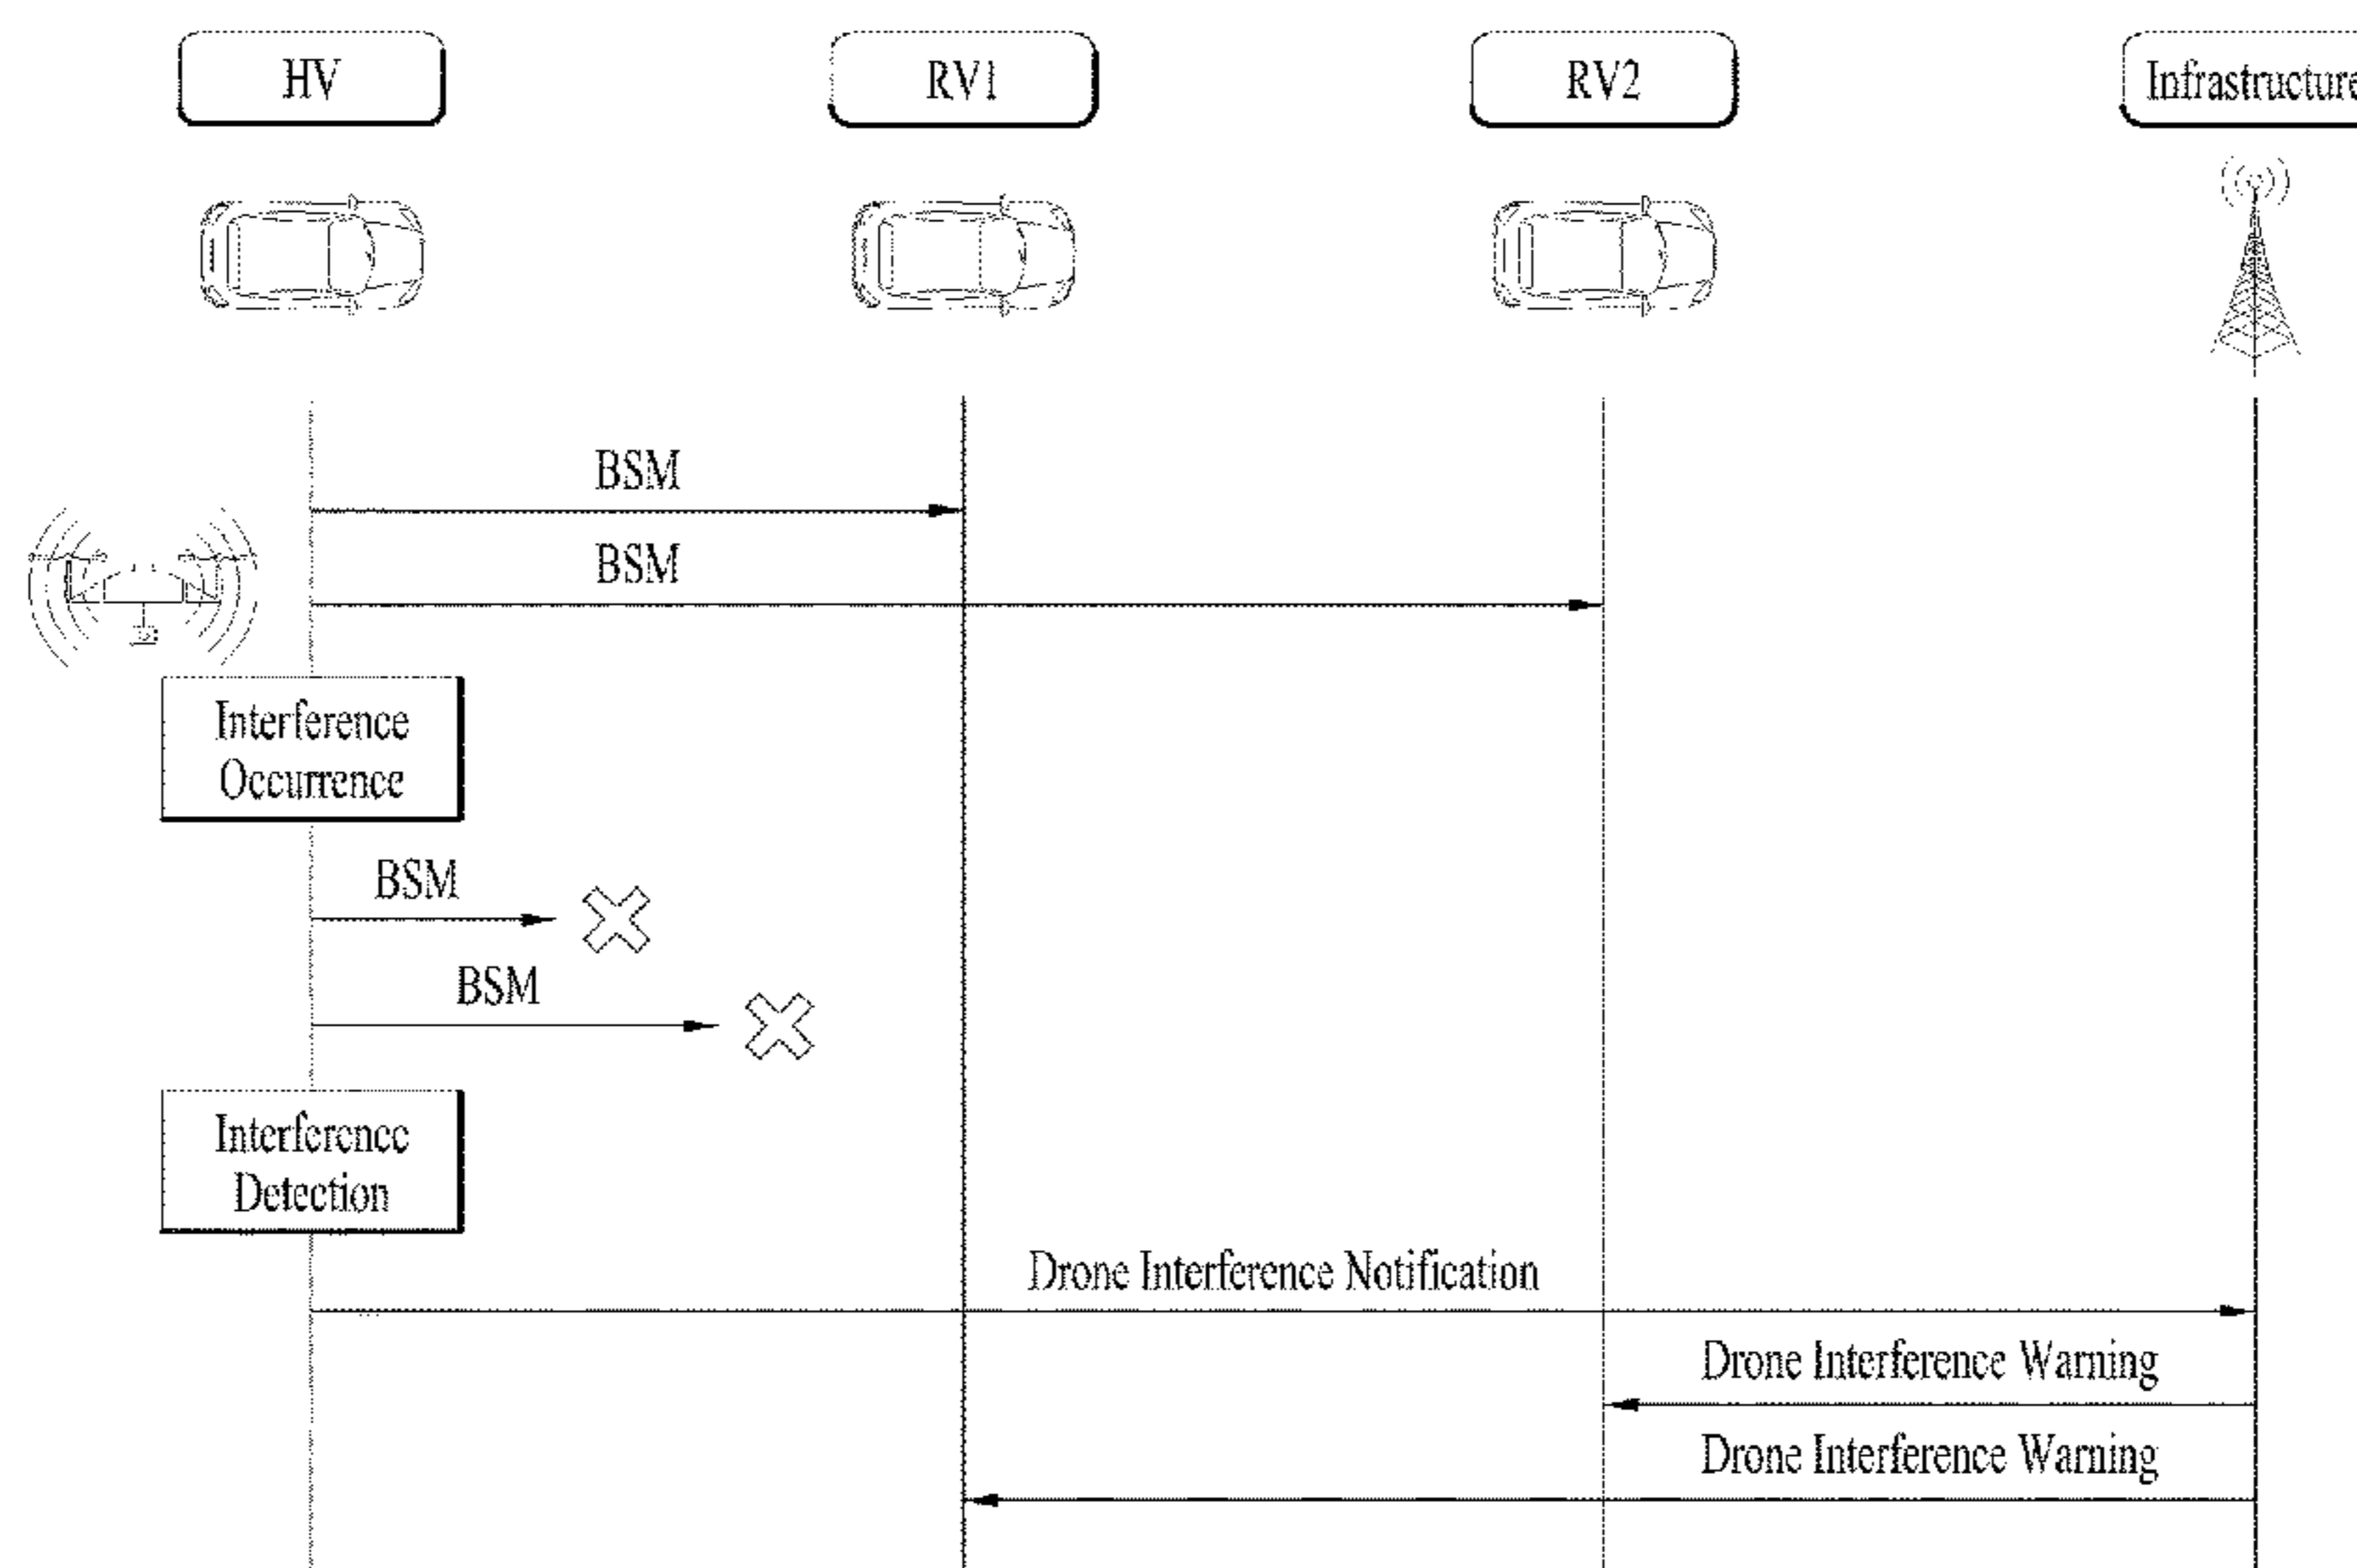 HV
RV1
RV2
Infrastructure
BSM
BSM
Interference
Occurrence
BSM
BSM
Interference
Detection
Drone Interference Notification
Drone Interference Warning
Drone Interference Warning